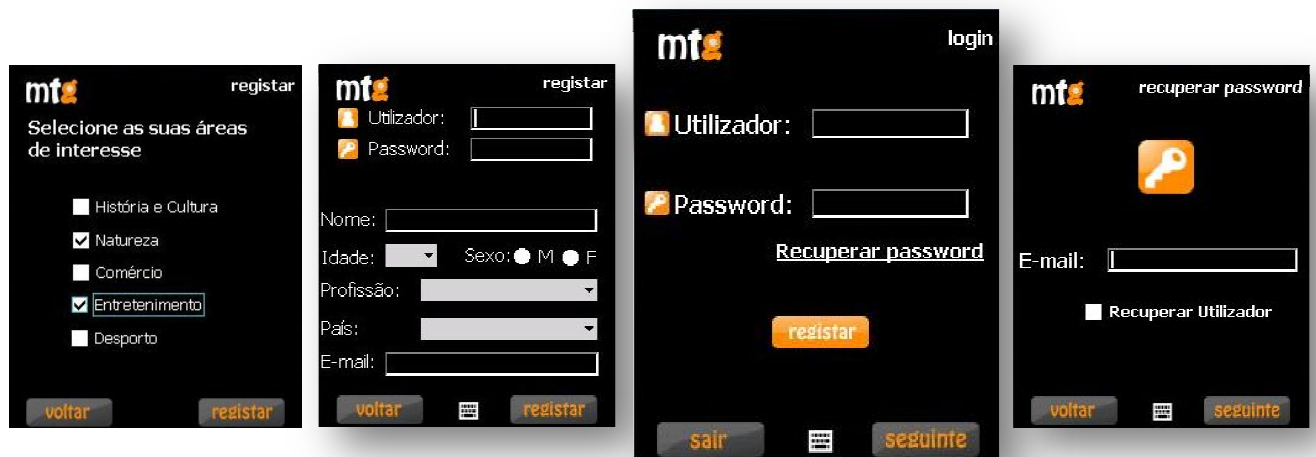 mtg registar
Selecione as suas áreas
de interesse
História e Cultura
Natureza
Comércio
Entretenimento
Desporto
voltar registar
mtg registar
Utilizador:
Password:
Nome:
Idade: Sexo: M F
Profissão:
País:
E-mail:
voltar registar
mtg login
Utilizador:
Password:
Recuperar password
registar
sair seguinte
mtg recuperar password
E-mail:
Recuperar Utilizador
voltar seguinte